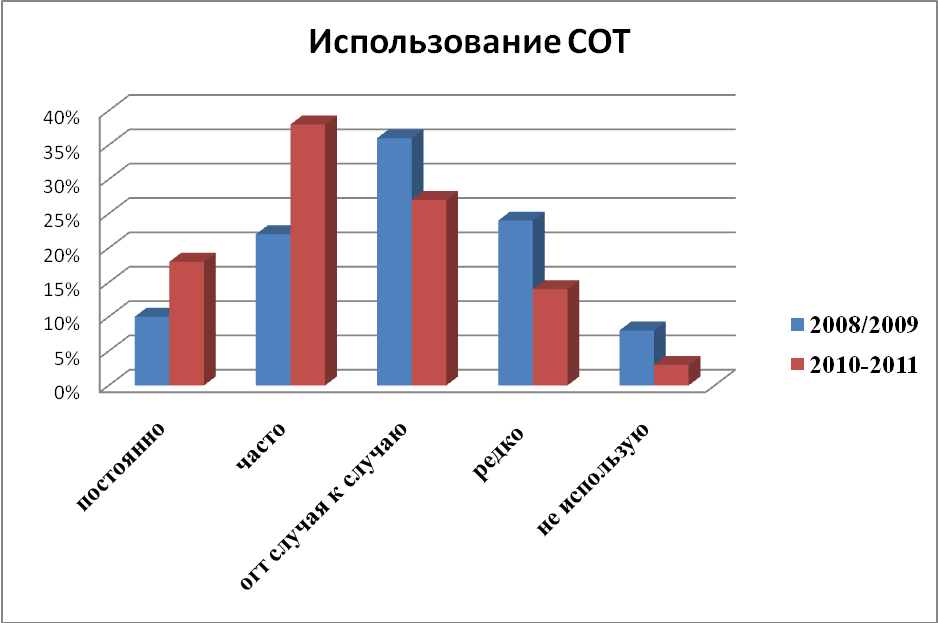 Использование СОТ
40%
35%
30%
25%
20%
15%
10%
5%
0%
постоянно
часто
огт случая к случаю
редко
не использую
2008/2009
2010-2011